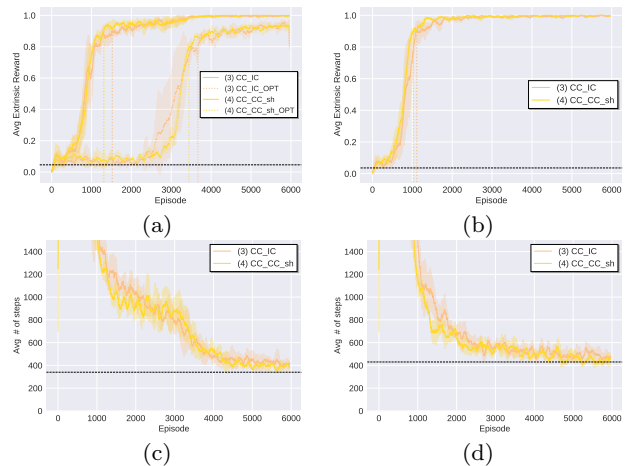 1.0
0.8
0.6
0.4
0.2
0.0
Avg Extrinsic Reward
(3) CC_IC
(3) CC_IC_OPT
(4) CC_CC_sh
(4) CC_CC_sh_OPT
0 1000 2000 3000 4000 5000 6000
Episode
(a)
1.0
0.8
0.6
0.4
0.2
0.0
Avg Extrinsic Reward
(3) CC_IC
(4) CC_CC_sh
0 1000 2000 3000 4000 5000 6000
Episode
(b)
1400
1200
1000
800
600
400
200
0
Avg # of steps
(3) CC_IC
(4) CC_CC_sh
0 1000 2000 3000 4000 5000 6000
Episode
(c)
1400
1200
1000
800
600
400
200
0
Avg # of steps
(3) CC_IC
(4) CC_CC_sh
0 1000 2000 3000 4000 5000 6000
Episode
(d)